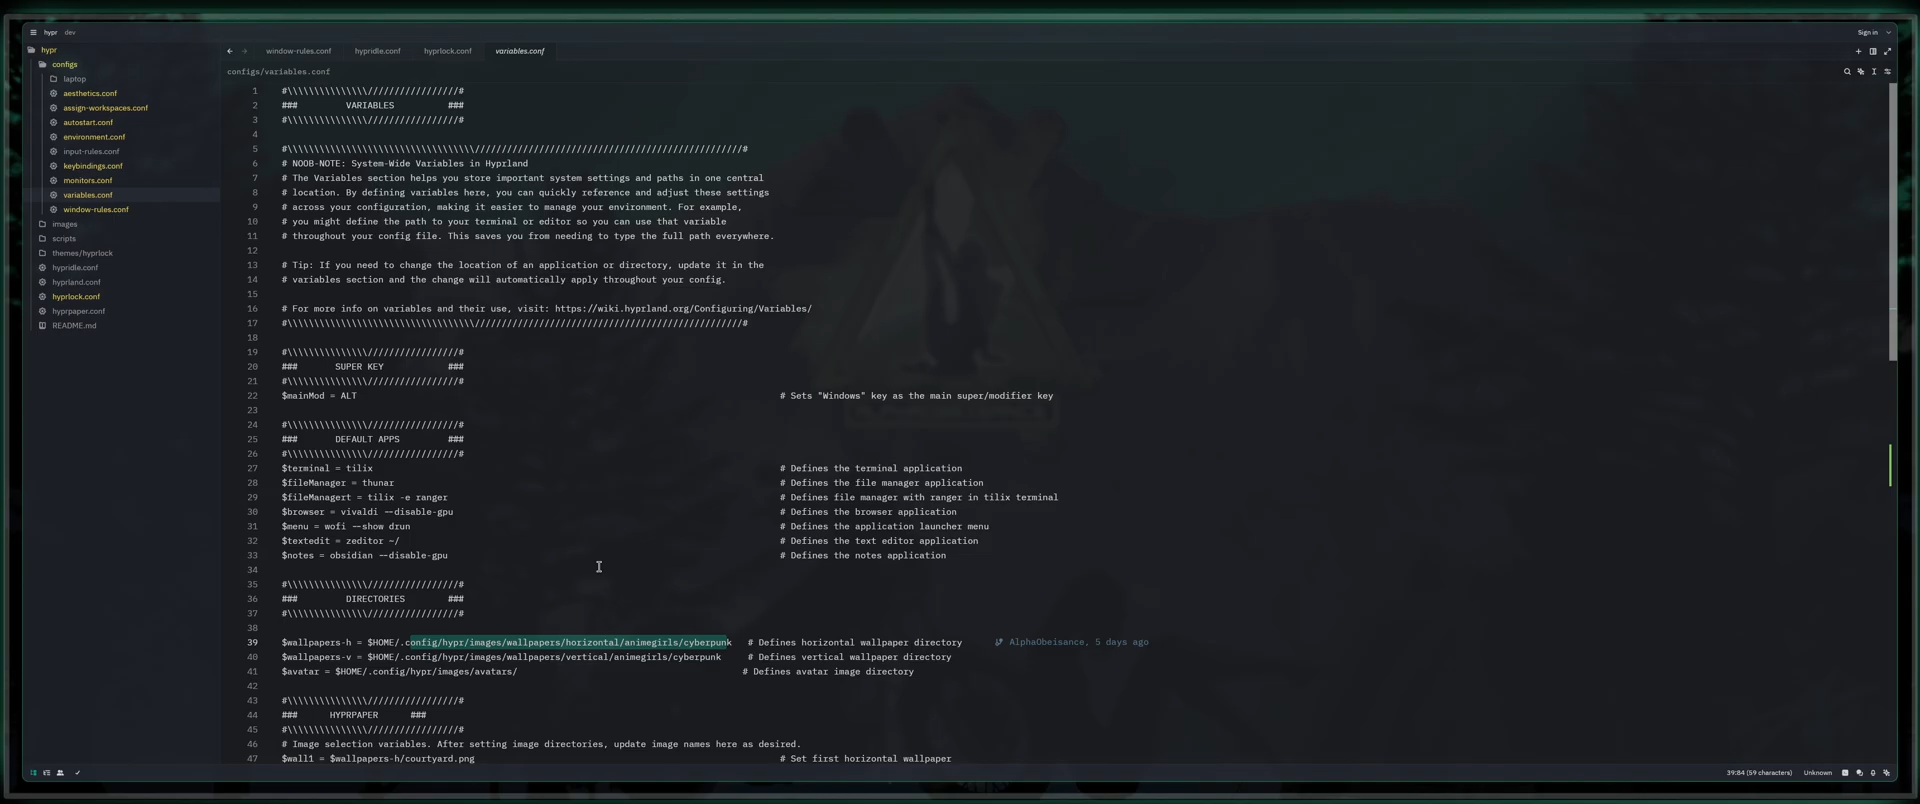 hypr dev
Sign in
hypr
configs
laptop
aesthetics.conf
assign-workspaces.conf
autostart.conf
environment.conf
input-rules.conf
keybindings.conf
monitors.conf
variables.conf
window-rules.conf
images
scripts
themes/hyprlock
hypridle.conf
hyprland.conf
hyprlock.conf
hyprpaper.conf
README.md
window-rules.conf hypridle.conf hyprlock.conf variables.conf
configs/variables.conf
1 #\\\\\\\\\\\\\\\/////////////////#
2 ### VARIABLES ###
3 #\\\\\\\\\\\\\\\/////////////////#
4
5 #\\\\\\\\\\\\\\\\\\\\\\\\\\\\\\\\\\\//////////////////////////////////////////////////#
6 # NOOB-NOTE: System-Wide Variables in Hyprland
7 # The Variables section helps you store important system settings and paths in one central
8 # location. By defining variables here, you can quickly reference and adjust these settings
9 # across your configuration, making it easier to manage your environment. For example,
10 # you might define the path to your terminal or editor so you can use that variable
11 # throughout your config file. This saves you from needing to type the full path everywhere.
12
13 # Tip: If you need to change the location of an application or directory, update it in the
14 # variables section and the change will automatically apply throughout your config.
15
16 # For more info on variables and their use, visit: https://wiki.hyprland.org/Configuring/Variables/
17 #\\\\\\\\\\\\\\\\\\\\\\\\\\\\\\\\\\\//////////////////////////////////////////////////#
18
19 #\\\\\\\\\\\\\\\/////////////////#
20 ### SUPER KEY ###
21 #\\\\\\\\\\\\\\\/////////////////#
22 $mainMod = ALT # Sets "Windows" key as the main super/modifier key
23
24 #\\\\\\\\\\\\\\\/////////////////#
25 ### DEFAULT APPS ###
26 #\\\\\\\\\\\\\\\/////////////////#
27 $terminal = tilix # Defines the terminal application
28 $fileManager = thunar # Defines the file manager application
29 $fileManagert = tilix -e ranger # Defines file manager with ranger in tilix terminal
30 $browser = vivaldi --disable-gpu # Defines the browser application
31 $menu = wofi --show drun # Defines the application launcher menu
32 $textedit = zeditor ~/ # Defines the text editor application
33 $notes = obsidian --disable-gpu # Defines the notes application
34
35 #\\\\\\\\\\\\\\\/////////////////#
36 ### DIRECTORIES ###
37 #\\\\\\\\\\\\\\\/////////////////#
38
39 $wallpapers-h = $HOME/.config/hypr/images/wallpapers/horizontal/animegirls/cyberpunk # Defines horizontal wallpaper directory AlphaObeisance, 5 days ago
40 $wallpapers-v = $HOME/.config/hypr/images/wallpapers/vertical/animegirls/cyberpunk # Defines vertical wallpaper directory
41 $avatar = $HOME/.config/hypr/images/avatars/ # Defines avatar image directory
42
43 #\\\\\\\\\\\\\\\/////////////////#
44 ### HYPRPAPER ###
45 #\\\\\\\\\\\\\\\/////////////////#
46 # Image selection variables. After setting image directories, update image names here as desired.
47 $wall1 = $wallpapers-h/courtyard.png # Set first horizontal wallpaper
39:84 (59 characters) Unknown